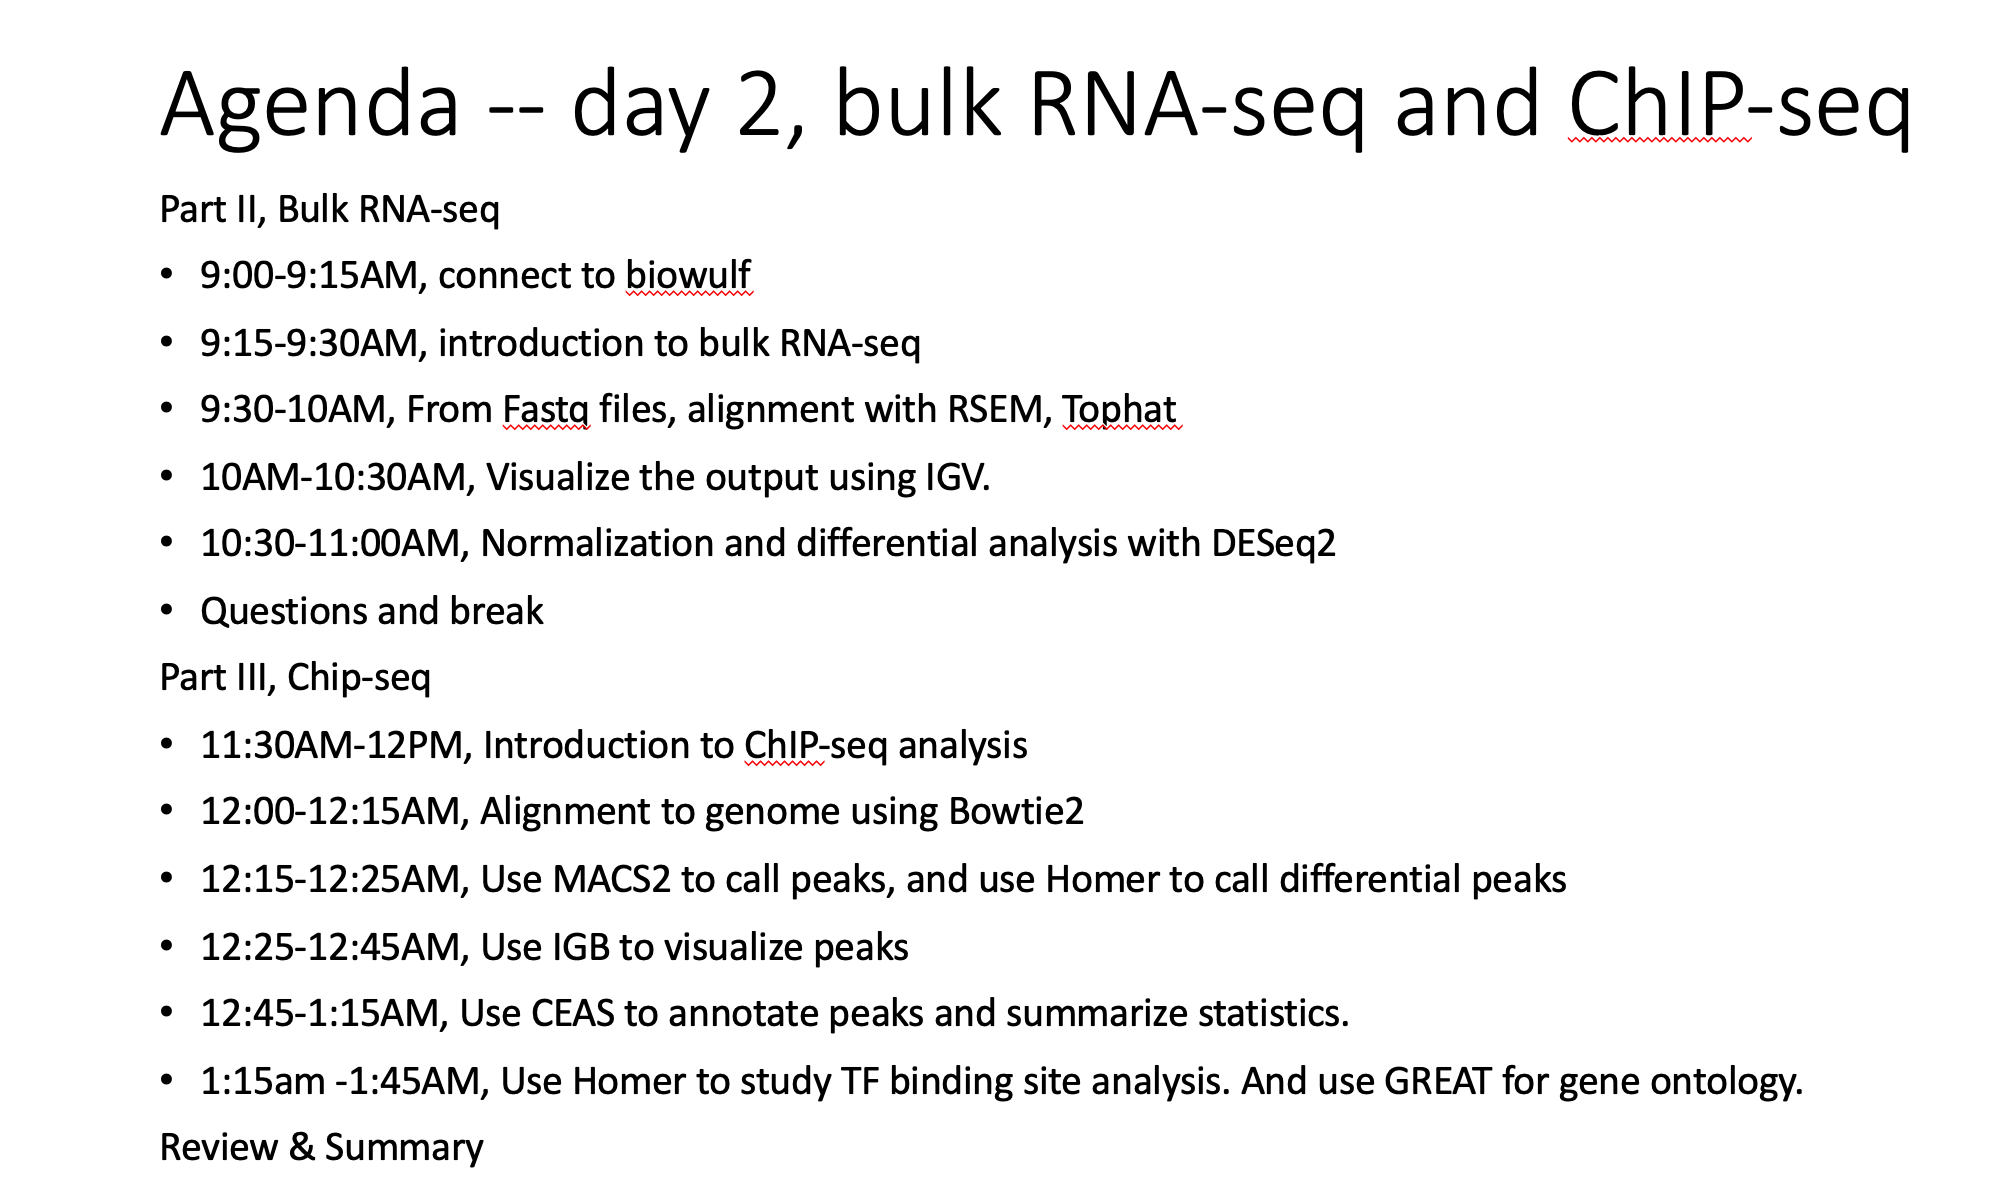 Agenda -- day 2, bulk RNA-seq and ChIP-seq
Part II, Bulk RNA-seq
• 9:00-9:15AM, connect to biowulf
• 9:15-9:30AM, introduction to bulk RNA-seq
• 9:30-10AM, From Fastq files, alignment with RSEM, Tophat
• 10AM-10:30AM, Visualize the output using IGV.
• 10:30-11:00AM, Normalization and differential analysis with DESeq2
• Questions and break
Part III, Chip-seq
• 11:30AM-12PM, Introduction to ChIP-seq analysis
• 12:00-12:15AM, Alignment to genome using Bowtie2
• 12:15-12:25AM, Use MACS2 to call peaks, and use Homer to call differential peaks
• 12:25-12:45AM, Use IGB to visualize peaks
• 12:45-1:15AM, Use CEAS to annotate peaks and summarize statistics.
• 1:15am -1:45AM, Use Homer to study TF binding site analysis. And use GREAT for gene ontology.
Review & Summary